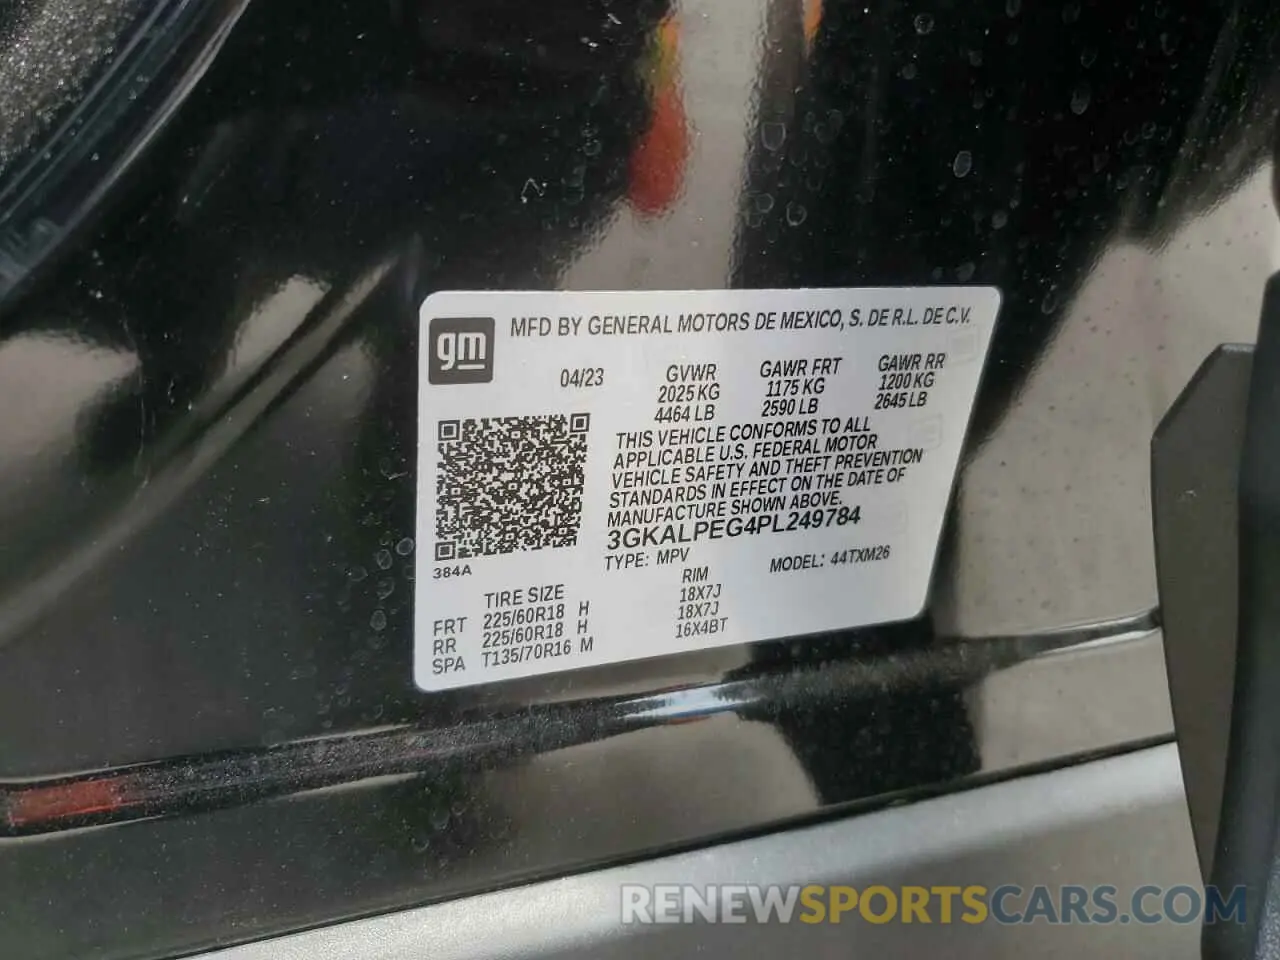 gm
MFD BY GENERAL MOTORS DE MEXICO, S. DE R.L. DE C.V.
04/23 GVWR GAWR FRT GAWR RR
2025 KG 1175 KG 1200 KG
4464 LB 2590 LB 2645 LB
THIS VEHICLE CONFORMS TO ALL
APPLICABLE U.S. FEDERAL MOTOR
VEHICLE SAFETY AND THEFT PREVENTION
STANDARDS IN EFFECT ON THE DATE OF
MANUFACTURE SHOWN ABOVE.
3GKALPEG4PL249784
TYPE: MPV MODEL: 44TXM26
384A
TIRE SIZE RIM
FRT 225/60R18 H 18X7J
RR 225/60R18 H 18X7J
SPA T135/70R16 M 16X4BT
RENEWSPORTSCARS.COM